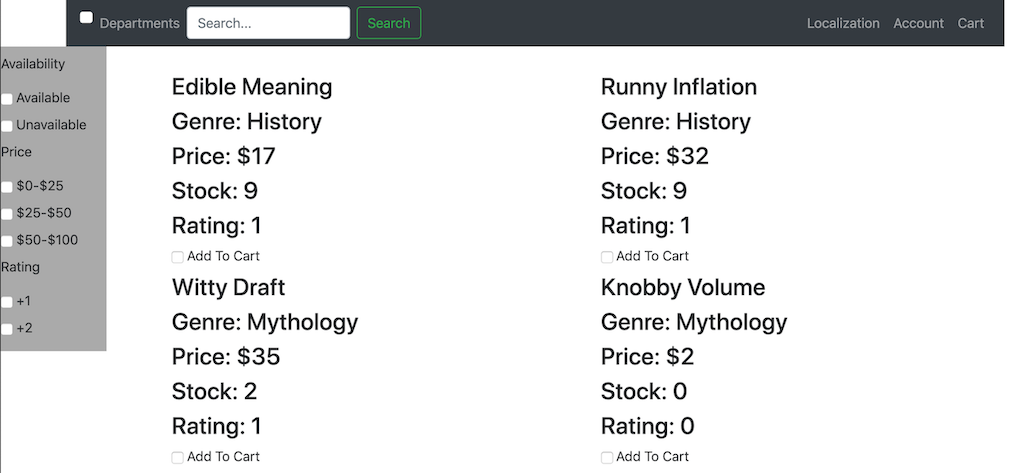 Departments Search... Search Localization Account Cart
Availability
Available
Unavailable
Price
$0-$25
$25-$50
$50-$100
Rating
+1
+2
Edible Meaning
Genre: History
Price: $17
Stock: 9
Rating: 1
Add To Cart
Runny Inflation
Genre: History
Price: $32
Stock: 9
Rating: 1
Add To Cart
Witty Draft
Genre: Mythology
Price: $35
Stock: 2
Rating: 1
Add To Cart
Knobby Volume
Genre: Mythology
Price: $2
Stock: 0
Rating: 0
Add To Cart